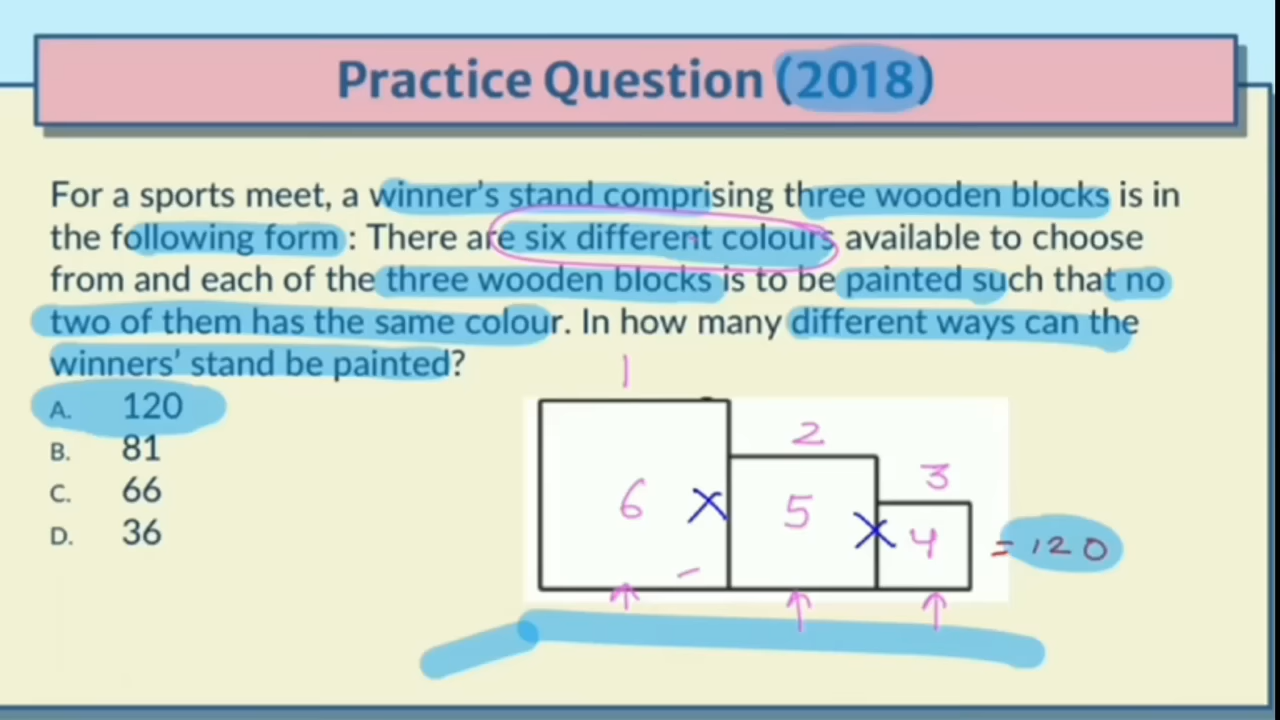 Practice Question (2018)
For a sports meet, a winner's stand comprising three wooden blocks is in
the following form : There are six different colours available to choose
from and each of the three wooden blocks is to be painted such that no
two of them has the same colour. In how many different ways can the
winners' stand be painted?
A. 120
B. 81
C. 66
D. 36
1
2
3
6 X 5 X 4 = 120